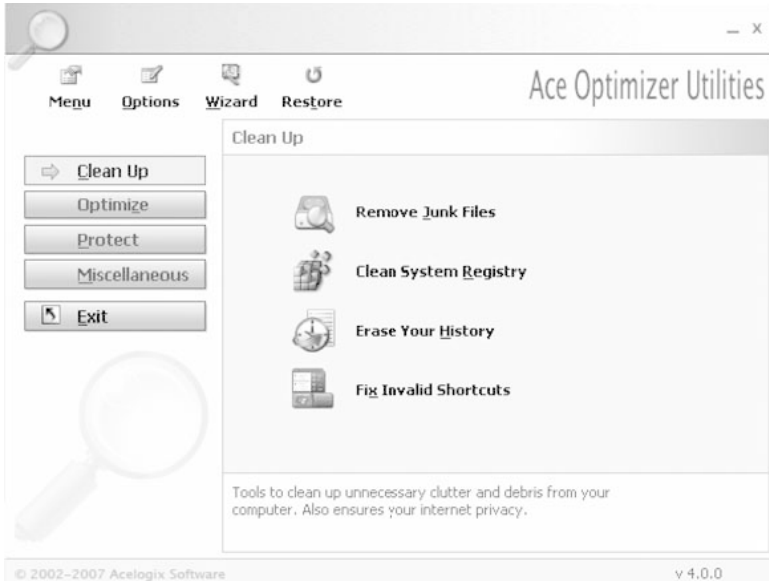 Menu Options Wizard Restore
Ace Optimizer Utilities
Clean Up
Clean Up
Optimize
Protect
Miscellaneous
Exit
Remove Junk Files
Clean System Registry
Erase Your History
Fix Invalid Shortcuts
Tools to clean up unnecessary clutter and debris from your
computer. Also ensures your internet privacy.
© 2002-2007 Acelogix Software
v 4.0.0